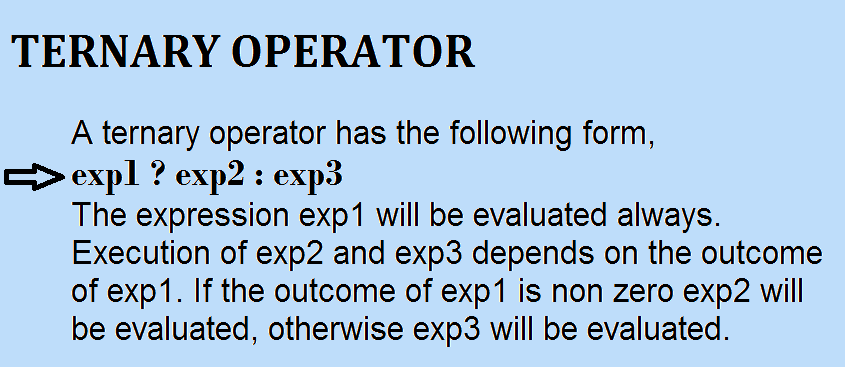 TERNARY OPERATOR
A ternary operator has the following form,
exp1 ? exp2 : exp3
The expression exp1 will be evaluated always.
Execution of exp2 and exp3 depends on the outcome
of exp1. If the outcome of exp1 is non zero exp2 will
be evaluated, otherwise exp3 will be evaluated.